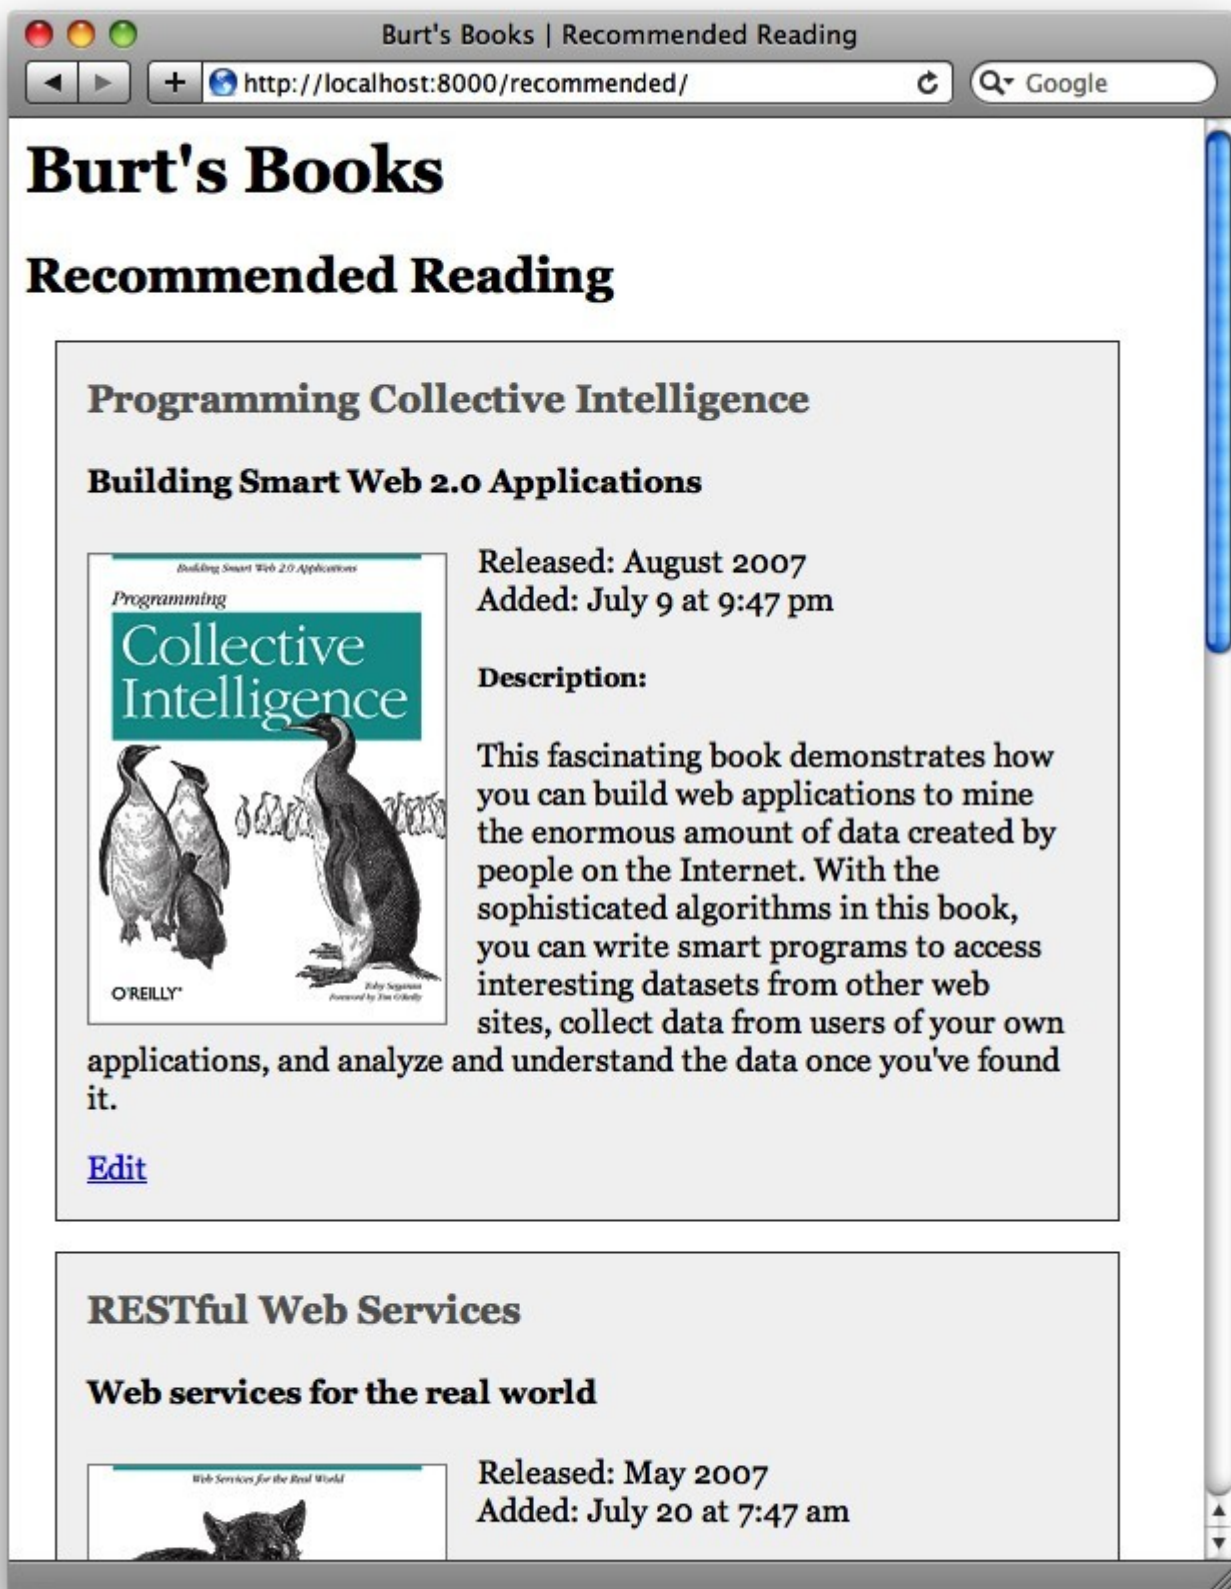 Burt's Books | Recommended Reading
http://localhost:8000/recommended/
Google
Burt's Books
Recommended Reading
Programming Collective Intelligence
Building Smart Web 2.0 Applications
Building Smart Web 2.0 Applications
Programming
Collective
Intelligence
O'REILLY®
Toby Segaran
Foreword by Tim O'Reilly
Released: August 2007
Added: July 9 at 9:47 pm
Description:
This fascinating book demonstrates how
you can build web applications to mine
the enormous amount of data created by
people on the Internet. With the
sophisticated algorithms in this book,
you can write smart programs to access
interesting datasets from other web
sites, collect data from users of your own
applications, and analyze and understand the data once you've found
it.
Edit
RESTful Web Services
Web services for the real world
Web Services for the Real World
Released: May 2007
Added: July 20 at 7:47 am